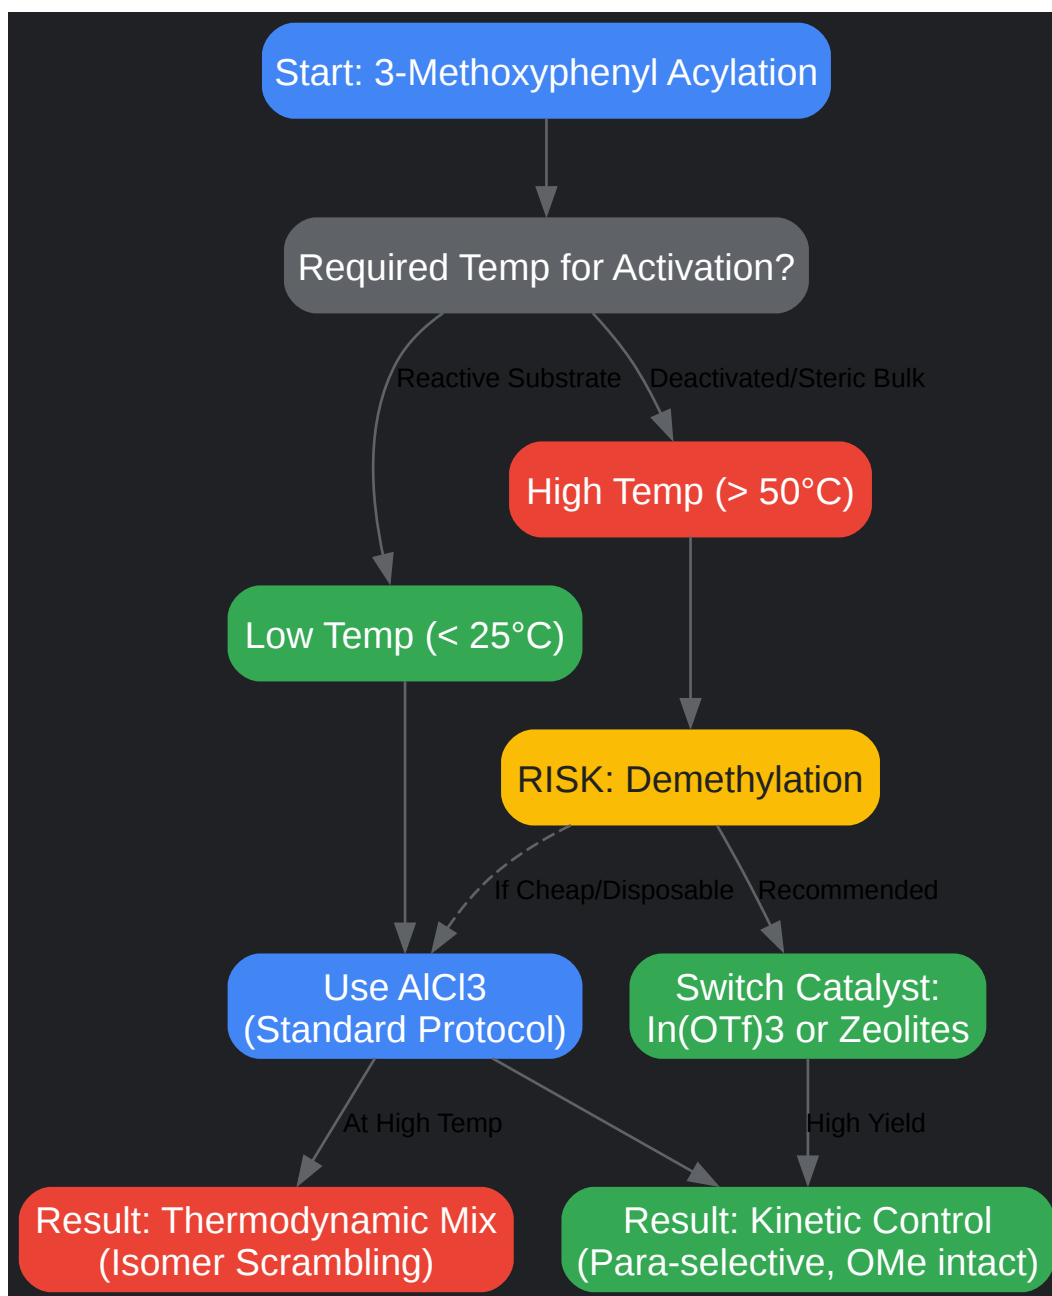 Start: 3-Methoxyphenyl Acylation
Required Temp for Activation?
Reactive Substrate
Deactivated/Steric Bulk
High Temp (> 50°C)
Low Temp (< 25°C)
RISK: Demethylation
If Cheap/Disposable
Recommended
Use AlCl3
(Standard Protocol)
Switch Catalyst:
In(OTf)3 or Zeolites
At High Temp
High Yield
Result: Thermodynamic Mix
(Isomer Scrambling)
Result: Kinetic Control
(Para-selective, OMe intact)